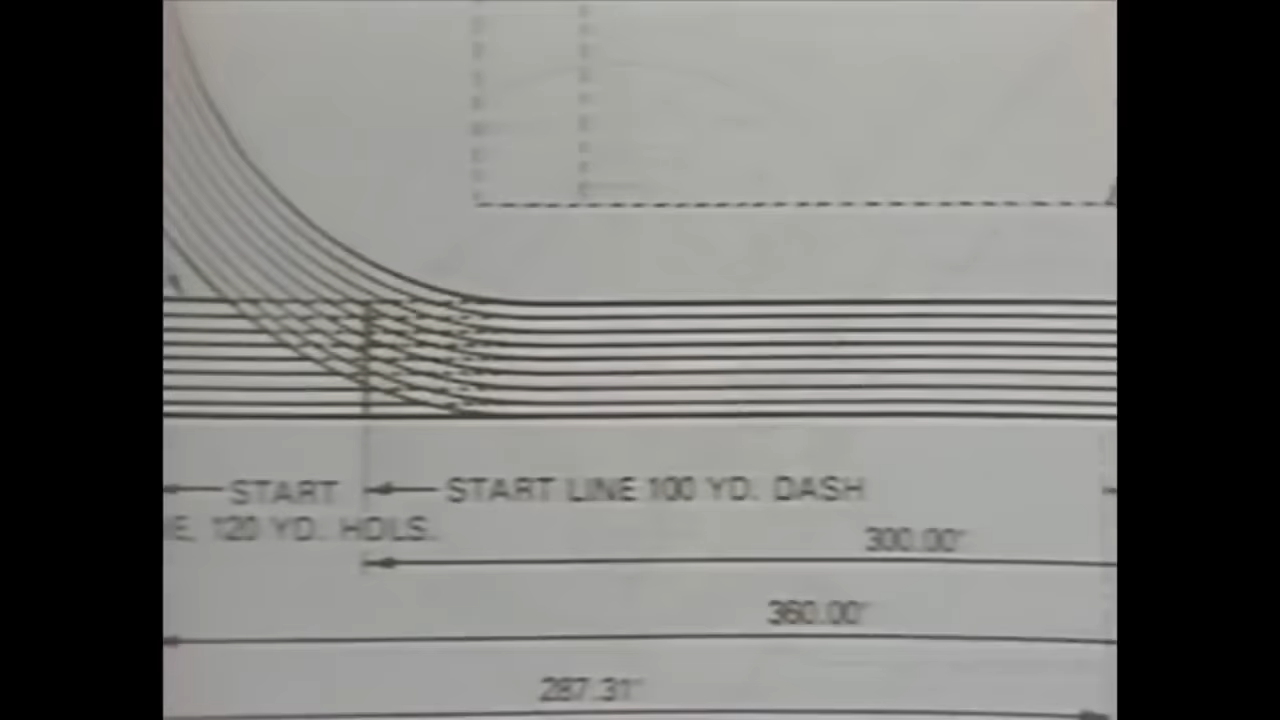 START
START LINE 100 YD. DASH
E, 120 YD. HDLS.
300.00'
360.00'
287.31'